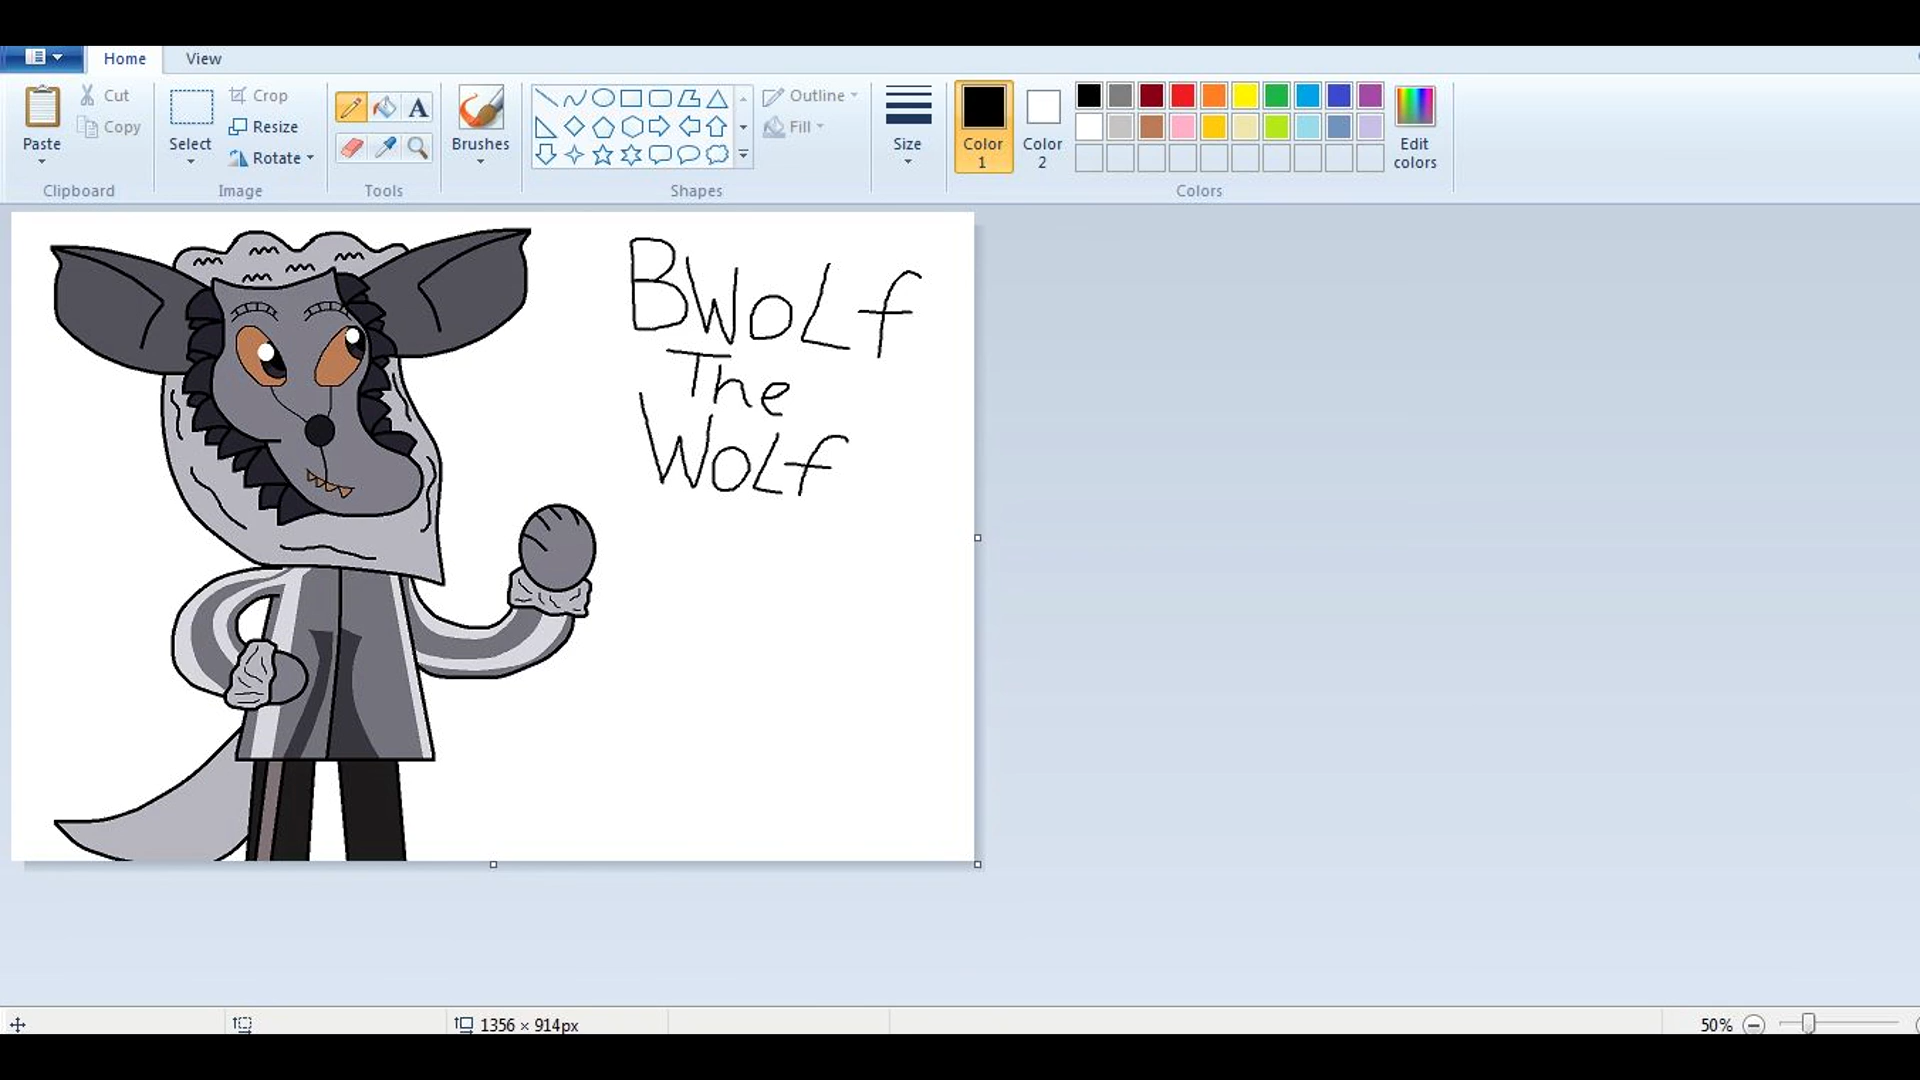 Home View
Paste Cut Copy Clipboard
Select Crop Resize Rotate Image
A Tools
Brushes
Shapes Outline Fill
Size
Color 1 Color 2 Colors Edit colors
BWoLf
The
WoLf
1356 × 914px 50%